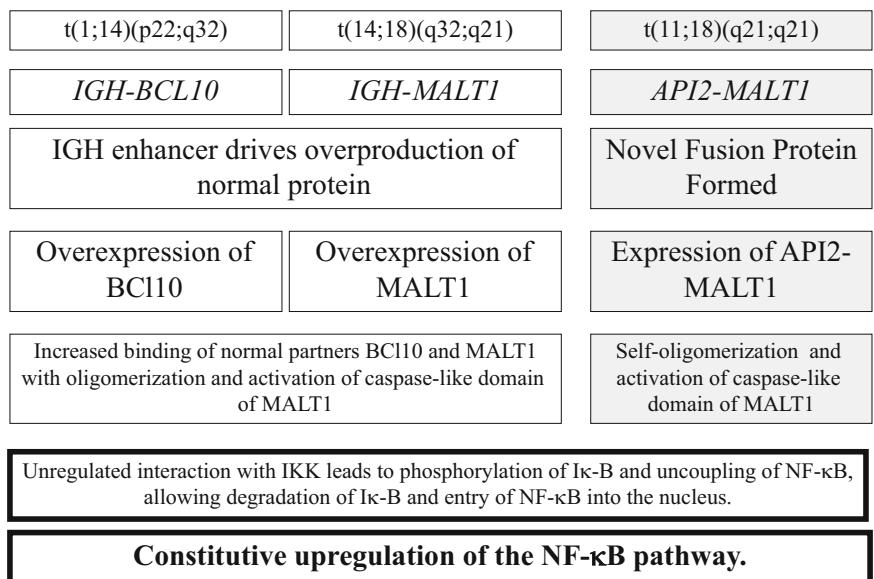 t(1;14)(p22;q32)
t(14;18)(q32;q21)
t(11;18)(q21;q21)
IGH-BCL10
IGH-MALT1
API2-MALT1
IGH enhancer drives overproduction of
normal protein
Novel Fusion Protein
Formed
Overexpression of
BCl10
Overexpression of
MALT1
Expression of API2-
MALT1
Increased binding of normal partners BCl10 and MALT1
with oligomerization and activation of caspase-like domain
of MALT1
Self-oligomerization and
activation of caspase-like
domain of MALT1
Unregulated interaction with IKK leads to phosphorylation of Iκ-B and uncoupling of NF-κB,
allowing degradation of Iκ-B and entry of NF-κB into the nucleus.
Constitutive upregulation of the NF-κB pathway.